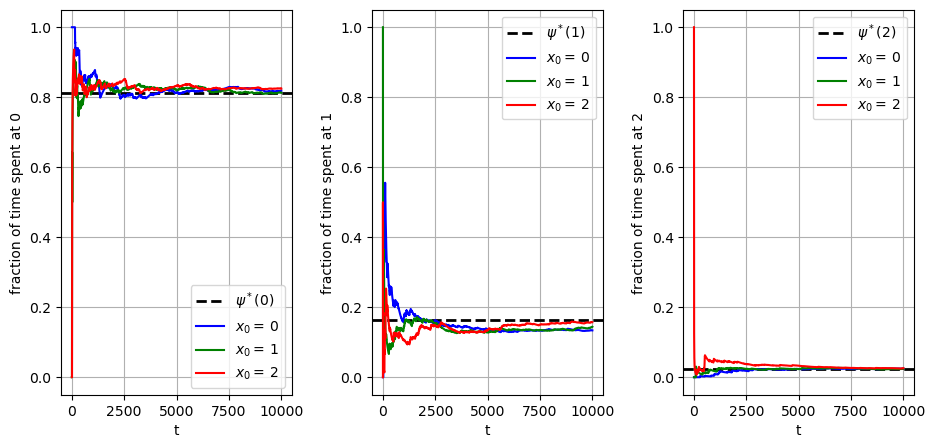 fraction of time spent at 0
1.0
0.8
0.6
0.4
0.2
0.0
0 2500 5000 7500 10000
t
ψ*(0)
x₀ = 0
x₀ = 1
x₀ = 2
fraction of time spent at 1
1.0
0.8
0.6
0.4
0.2
0.0
0 2500 5000 7500 10000
t
ψ*(1)
x₀ = 0
x₀ = 1
x₀ = 2
fraction of time spent at 2
1.0
0.8
0.6
0.4
0.2
0.0
0 2500 5000 7500 10000
t
ψ*(2)
x₀ = 0
x₀ = 1
x₀ = 2